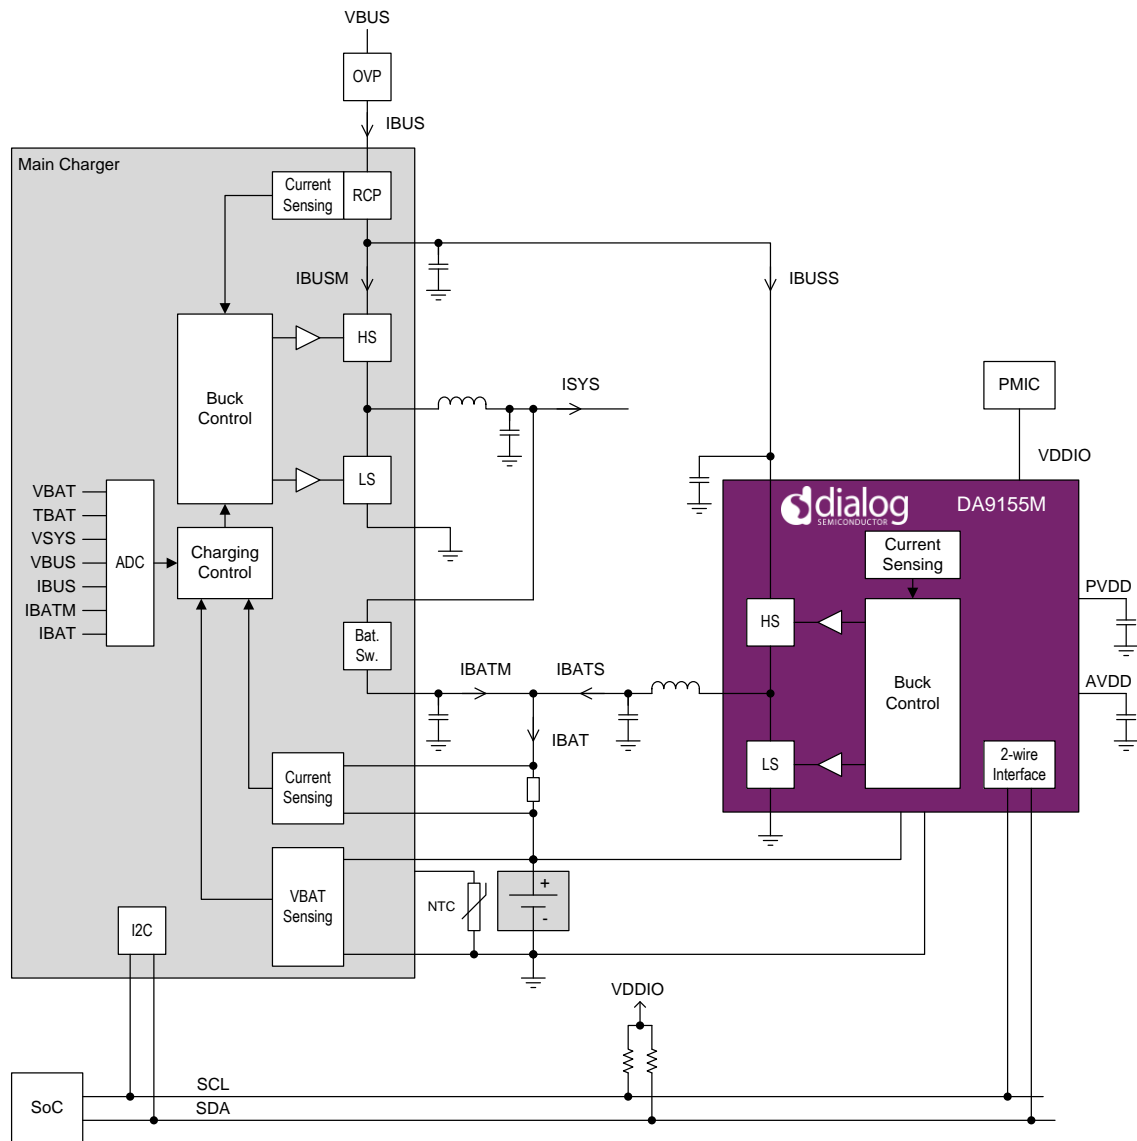 VBUS
OVP
IBUS
Main Charger
Current
Sensing
RCP
IBUSM
IBUSS
HS
Buck
Control
ISYS
PMIC
LS
VDDIO
VBAT
TBAT
VSYS
VBUS
IBUS
IBATM
IBAT
ADC
Charging
Control
dialog
SEMICONDUCTOR
DA9155M
Current
Sensing
PVDD
HS
Bat.
Sw.
IBATM
IBATS
Buck
Control
AVDD
IBAT
LS
2-wire
Interface
Current
Sensing
VBAT
Sensing
NTC
+
-
I2C
VDDIO
SoC
SCL
SDA